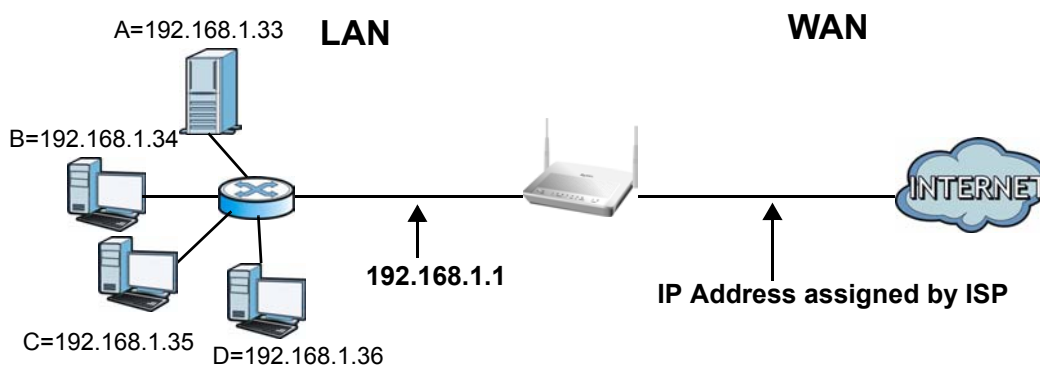 A=192.168.1.33
LAN
WAN
B=192.168.1.34
INTERNET
192.168.1.1
IP Address assigned by ISP
C=192.168.1.35
D=192.168.1.36